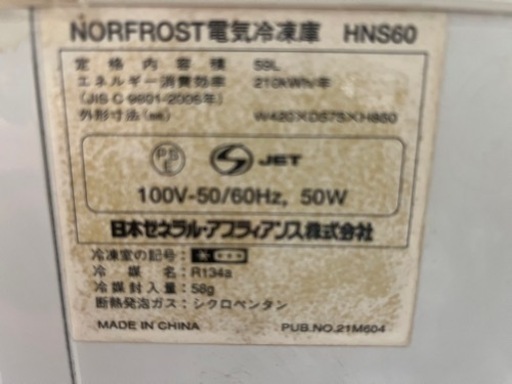 NORFROST電気冷凍庫 HNS60
定格内容積 59L
エネルギー消費効率 210kWh/年
(JIS C 9801-2006年)
外形寸法(㎜) W420×D575×H850
PS
E
JET
100V-50/60Hz, 50W
日本ゼネラル・アプライアンス株式会社
冷凍室の記号:
冷媒名:R134a
冷媒封入量:58g
断熱発泡ガス:シクロペンタン
MADE IN CHINA PUB.NO.21M604